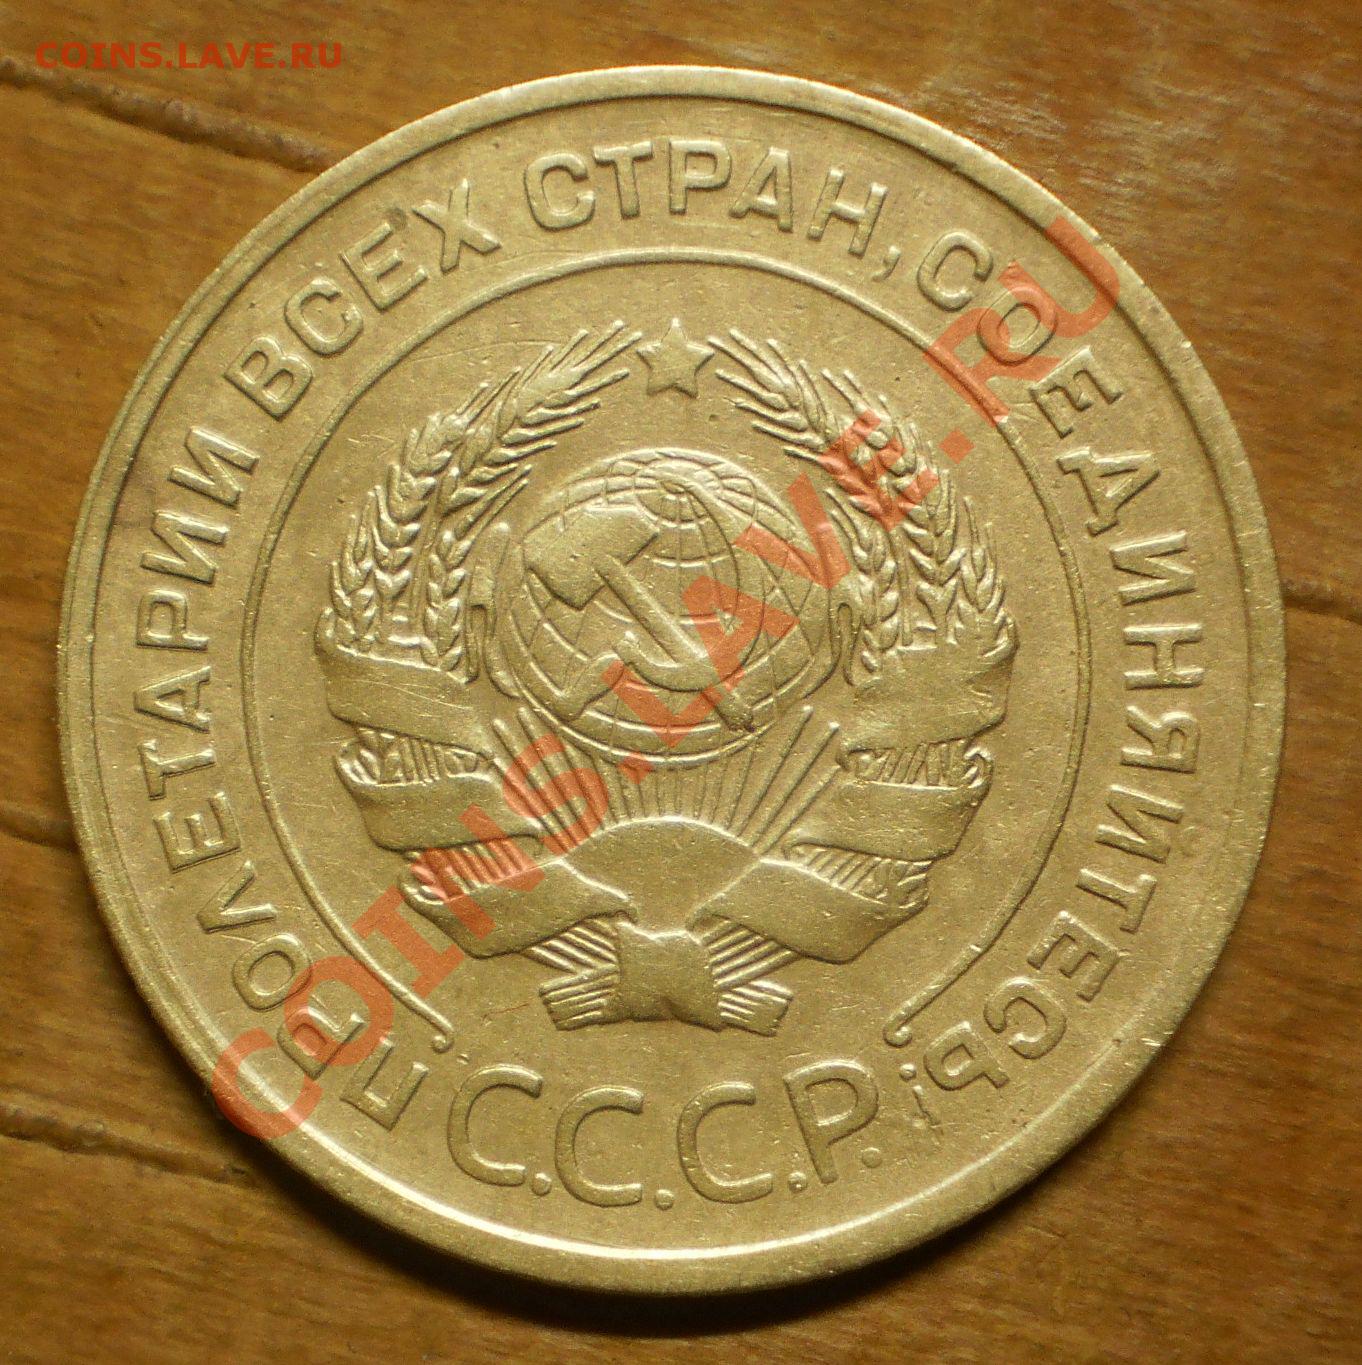 COINS.LAVE.RU
ПРОЛЕТАРИИ ВСЕХ СТРАН, СОЕДИНЯЙТЕСЬ!
С.С.С.Р.
COINS.LAVE.RU